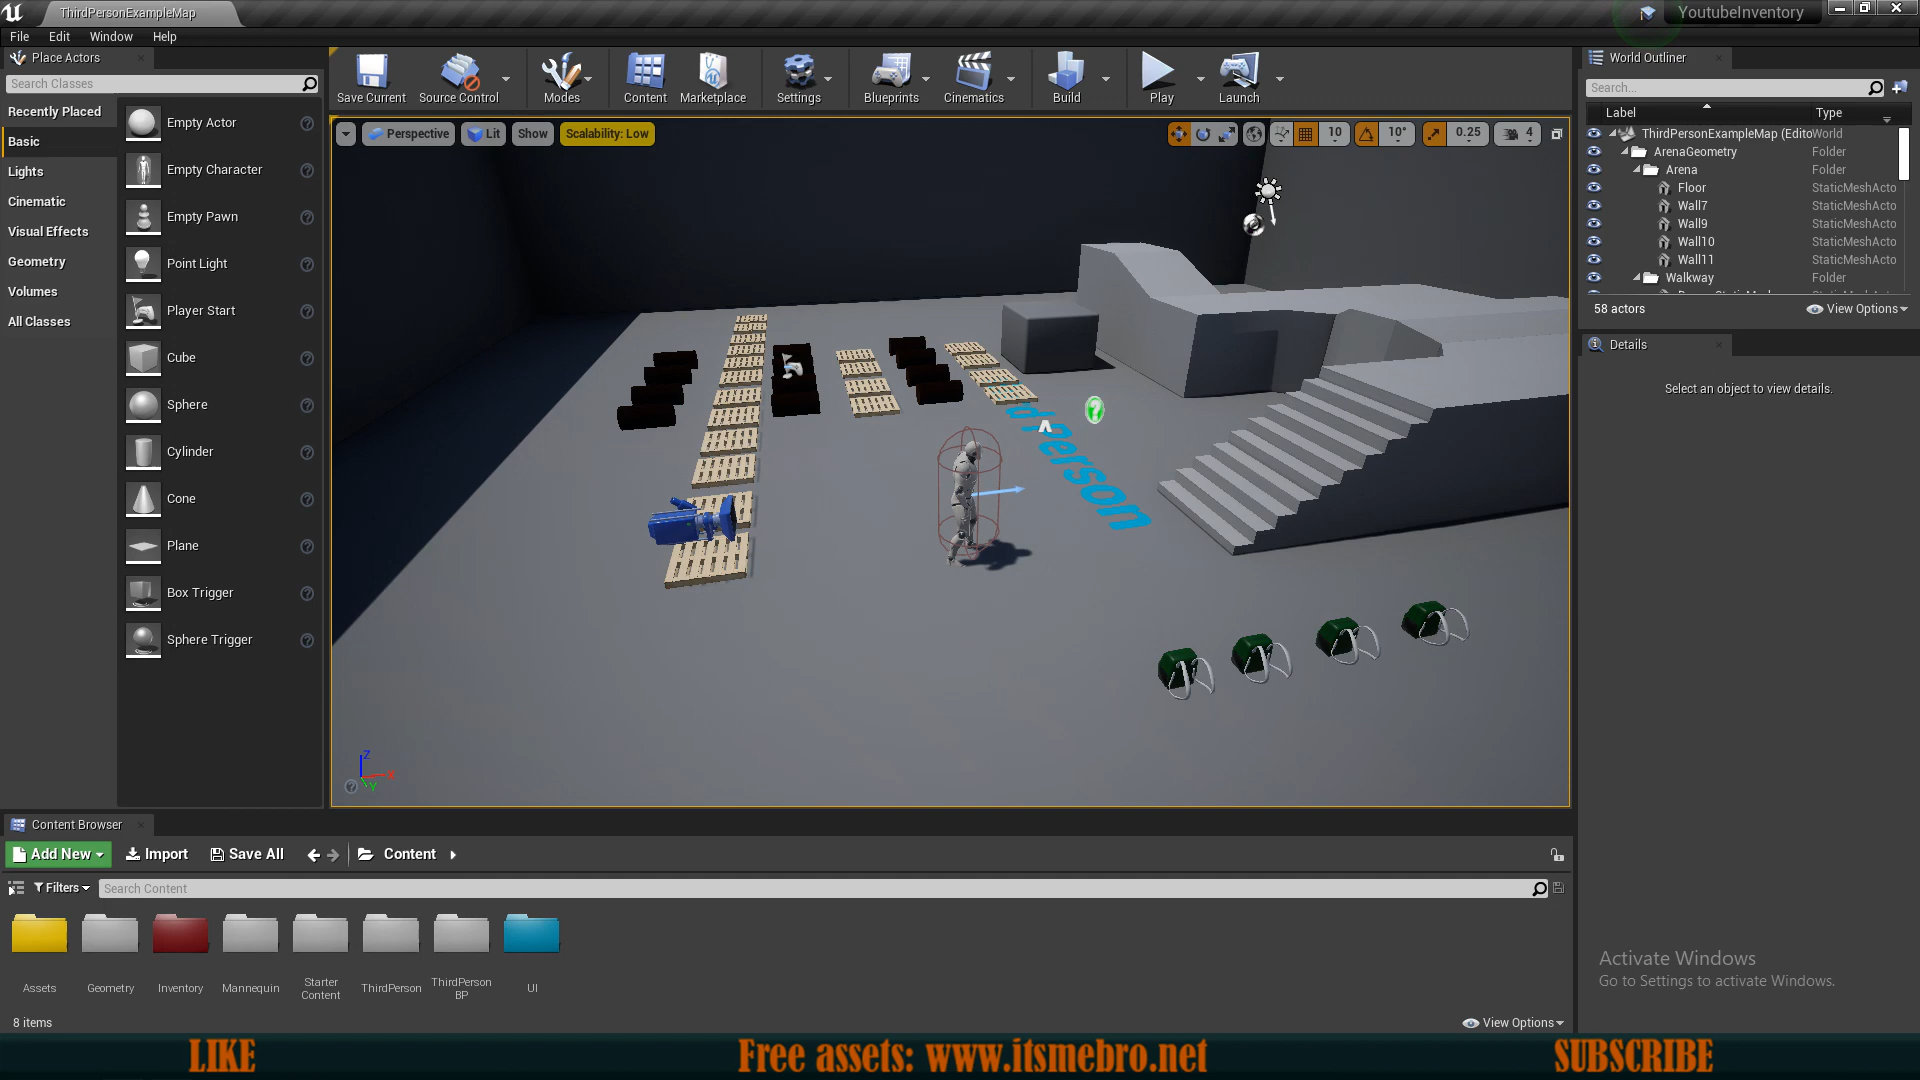 ThirdPersonExampleMap
YoutubeInventory
File Edit Window Help
Place Actors
Search Classes
Recently Placed
Basic
Lights
Cinematic
Visual Effects
Geometry
Volumes
All Classes
Empty Actor
Empty Character
Empty Pawn
Point Light
Player Start
Cube
Sphere
Cylinder
Cone
Plane
Box Trigger
Sphere Trigger
Save Current Source Control Modes Content Marketplace Settings Blueprints Cinematics Build Play Launch
Perspective Lit Show Scalability: Low
10 10° 0.25 4
d Person
Z
X
Y
World Outliner
Search...
Label Type
ThirdPersonExampleMap (Edito World
ArenaGeometry Folder
Arena Folder
Floor StaticMeshActo
Wall7 StaticMeshActo
Wall9 StaticMeshActo
Wall10 StaticMeshActo
Wall11 StaticMeshActo
Walkway Folder
58 actors View Options
Details
Select an object to view details.
Content Browser
Add New Import Save All Content
Filters Search Content
Assets
Geometry
Inventory
Mannequin
Starter
Content
ThirdPerson
ThirdPerson
BP
UI
8 items View Options
Activate Windows
Go to Settings to activate Windows.
LIKE Free assets: www.itsmebro.net SUBSCRIBE